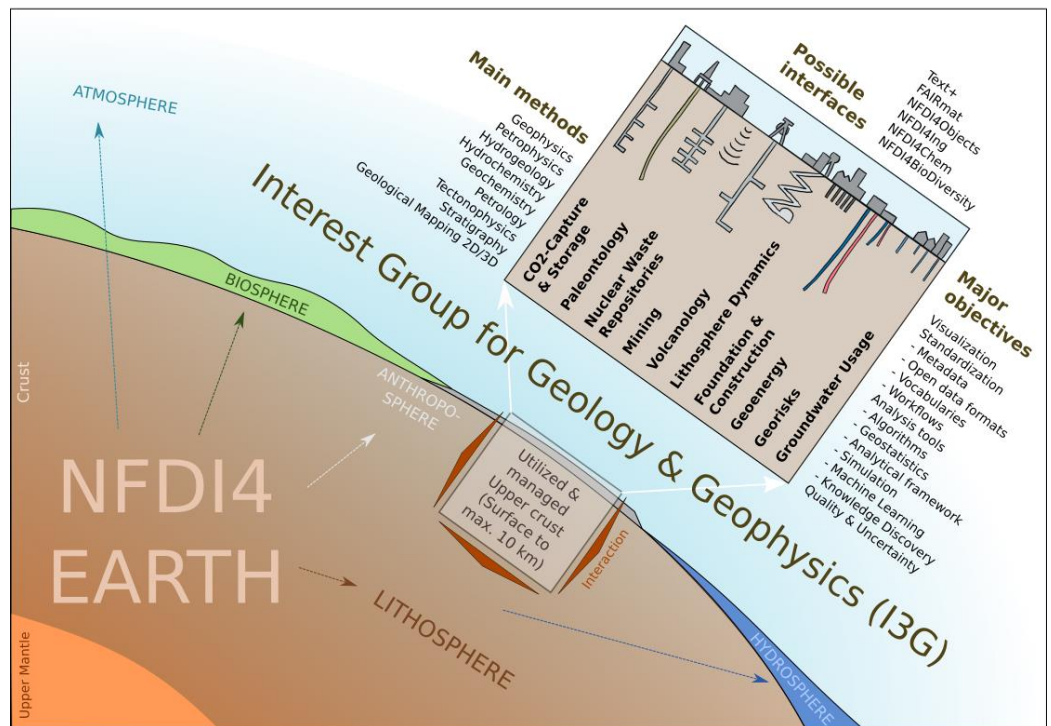 ATMOSPHERE
Main methods
Geophysics
Petrophysics
Hydrogeology
Hydrochemistry
Geochemistry
Petrology
Tectonophysics
Stratigraphy
Geological Mapping 2D/3D
Possible
interfaces
Text+
FAIRmat
NFDI4Objects
NFDI4Ing
NFDI4Chem
NFDI4BioDiversity
Interest Group for Geology & Geophysics (I3G)
CO2-Capture
& Storage
Paleontology
Nuclear Waste
Repositories
Mining
Volcanology
Lithosphere Dynamics
Foundation &
Construction
Geoenergy
Georisks
Groundwater Usage
Major
objectives
Visualization
Standardization
- Metadata
- Open data formats
- Vocabularies
- Workflows
Analysis tools
- Algorithms
- Geostatistics
- Analytical framework
- Simulation
- Machine Learning
- Knowledge Discovery
Quality & Uncertainty
BIOSPHERE
Crust
ANTHROPO-
SPHERE
Utilized &
managed
Upper crust
(Surface to
max. 10 km)
Interaction
NFDI4
EARTH
LITHOSPHERE
HYDROSPHERE
Upper Mantle